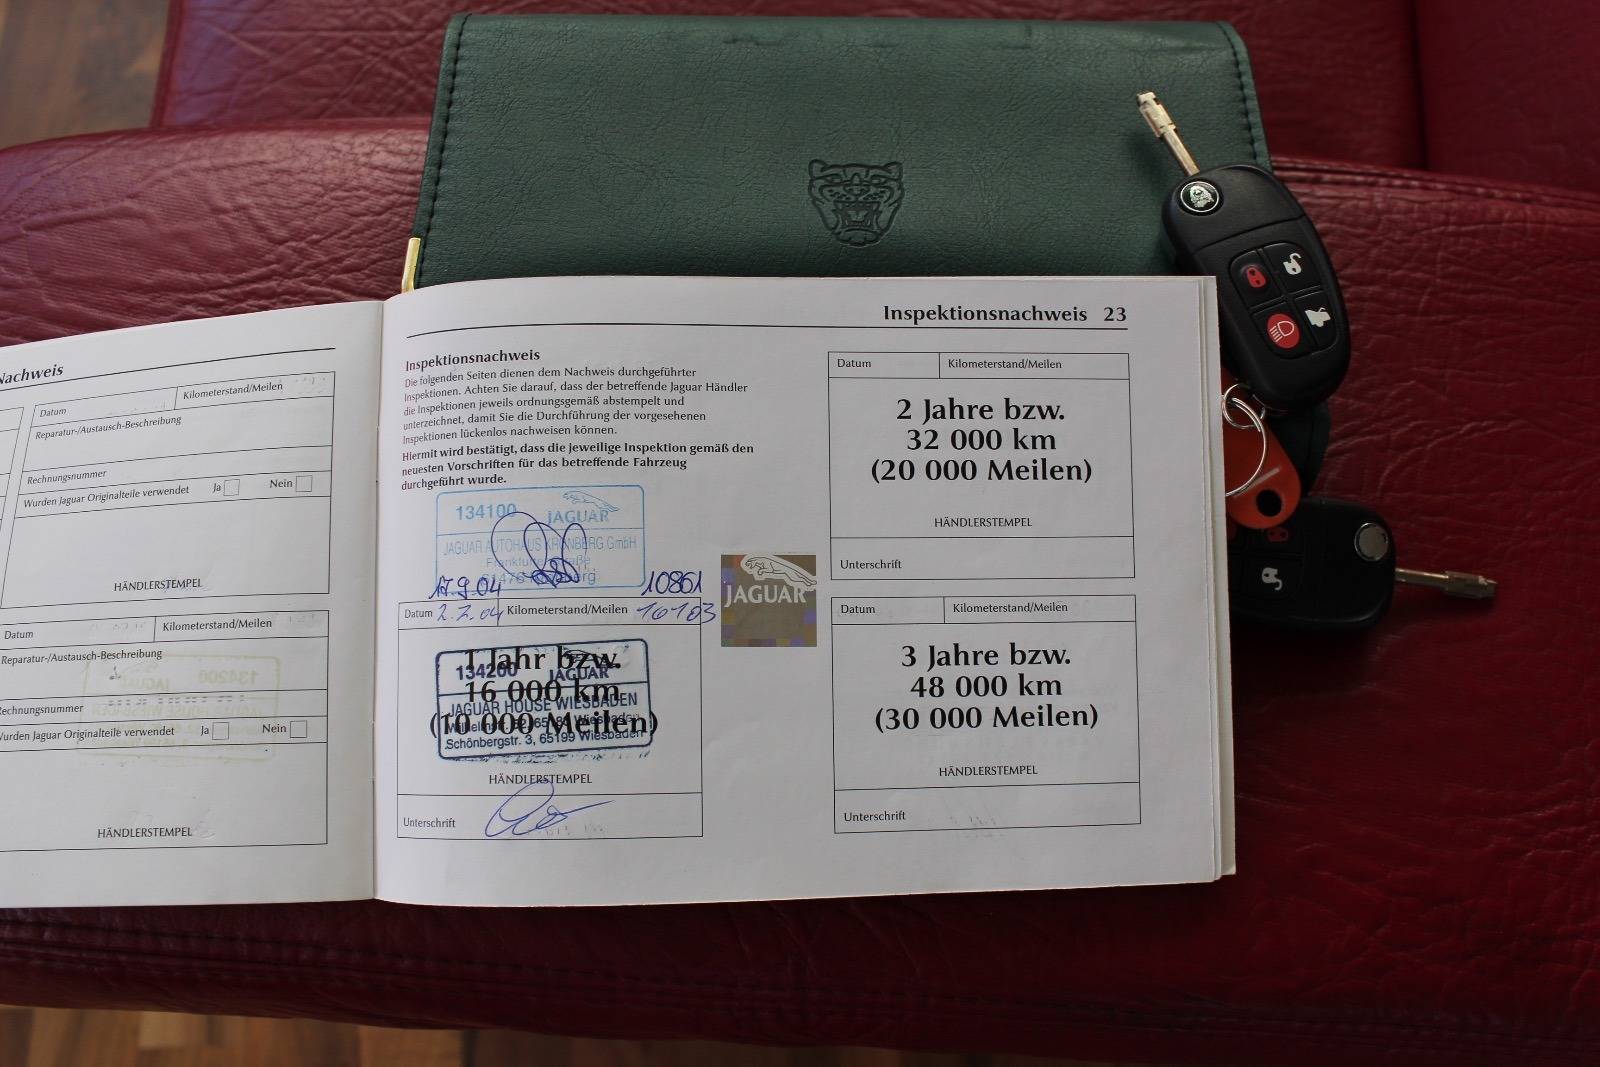 Nachweis
Datum
Kilometerstand/Meilen
Reparatur-/Austausch-Beschreibung
Rechnungsnummer
Wurden Jaguar Originalteile verwendet Ja Nein
HÄNDLERSTEMPEL
Datum
Kilometerstand/Meilen
Reparatur-/Austausch-Beschreibung
Rechnungsnummer
Wurden Jaguar Originalteile verwendet Ja Nein
HÄNDLERSTEMPEL
Inspektionsnachweis 23
Inspektionsnachweis
Die folgenden Seiten dienen dem Nachweis durchgeführter
Inspektionen. Achten Sie darauf, dass der betreffende Jaguar Händler
die Inspektionen jeweils ordnungsgemäß abstempelt und
unterzeichnet, damit Sie die Durchführung der vorgesehenen
Inspektionen lückenlos nachweisen können.
Hiermit wird bestätigt, dass die jeweilige Inspektion gemäß den
neuesten Vorschriften für das betreffende Fahrzeug
durchgeführt wurde.
134100 JAGUAR
JAGUAR AUTOHAUS KRONBERG GmbH
17.9.04 10861
Datum 2.7.04 Kilometerstand/Meilen 10103
1 Jahr bzw.
16 000 km
(10 000 Meilen)
134200 JAGUAR
JAGUAR HOUSE WIESBADEN
Schönbergstr. 3, 65199 Wiesbaden
HÄNDLERSTEMPEL
Unterschrift
JAGUAR
Datum
Kilometerstand/Meilen
2 Jahre bzw.
32 000 km
(20 000 Meilen)
HÄNDLERSTEMPEL
Unterschrift
Datum
Kilometerstand/Meilen
3 Jahre bzw.
48 000 km
(30 000 Meilen)
HÄNDLERSTEMPEL
Unterschrift